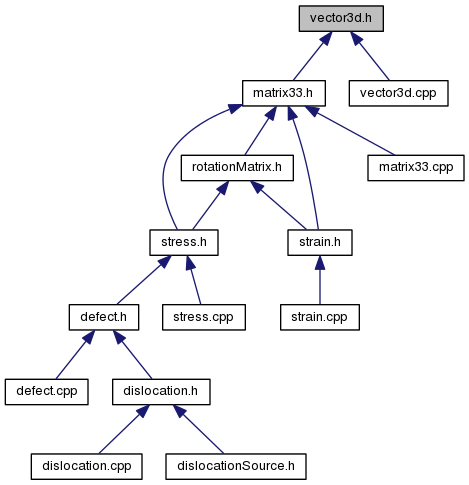 vector3d.h
matrix33.h
vector3d.cpp
rotationMatrix.h
matrix33.cpp
stress.h
strain.h
defect.h
stress.cpp
strain.cpp
defect.cpp
dislocation.h
dislocation.cpp
dislocationSource.h